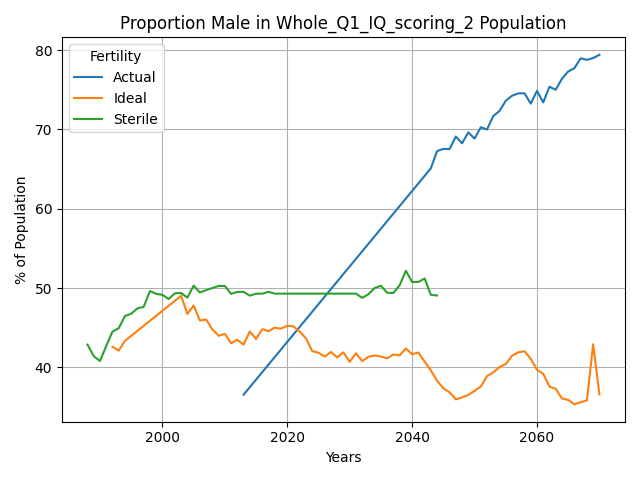 Proportion Male in Whole_Q1_IQ_scoring_2 Population
Fertility
Actual
Ideal
Sterile
80
70
60
50
40
% of Population
2000
2020
2040
2060
Years